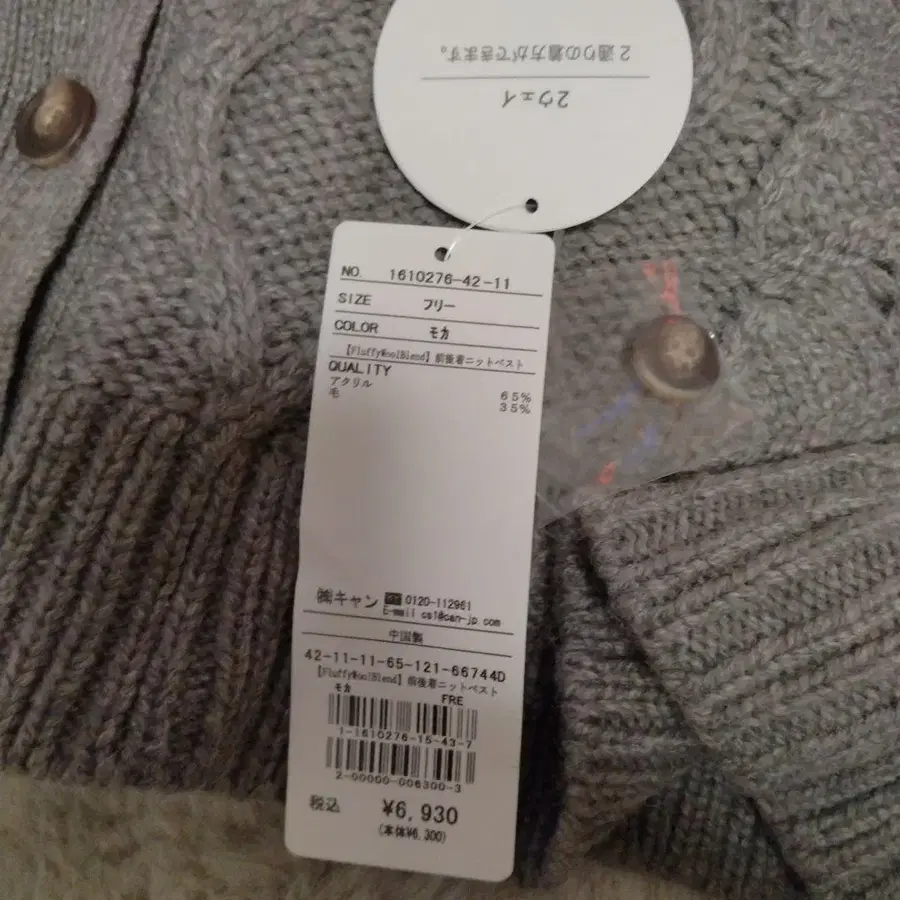 2ウェイ
2通りの着方ができます。
NO. 1610276-42-11
SIZE フリー
COLOR モカ
【FluffyWoolBlend】前後着ニットベスト
QUALITY
アクリル 65%
毛 35%
㈱キャン 0120-112961
E-mail cs1@can-jp.com
中国製
42-11-11-65-121-66744D
【FluffyWoolBlend】前後着ニットベスト
モカ FRE
1-1610276-15-43-7
2-00000-006300-3
税込 ¥6,930
(本体¥6,300)